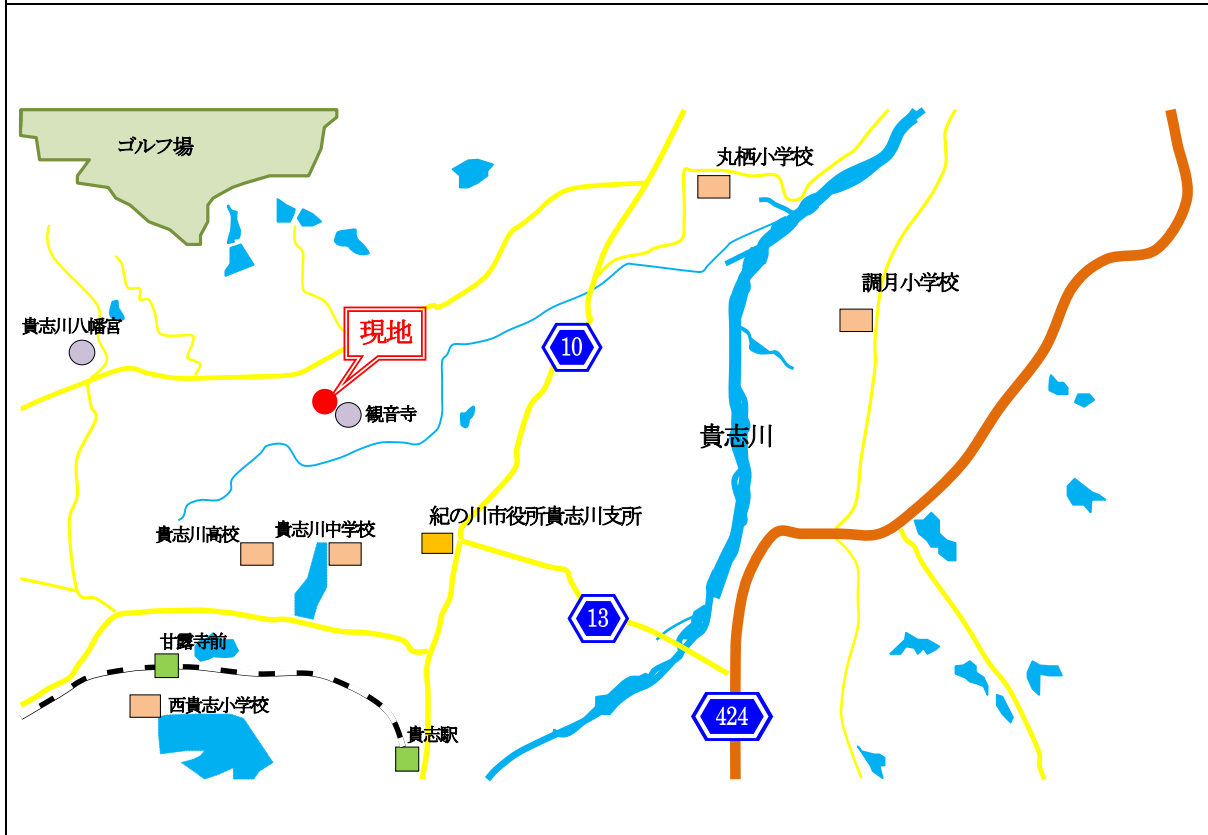 ゴルフ場
丸栖小学校
調月小学校
貴志川八幡宮
現地
10
観音寺
貴志川
紀の川市役所貴志川支所
貴志川高校
貴志川中学校
13
甘露寺前
西貴志小学校
424
貴志駅